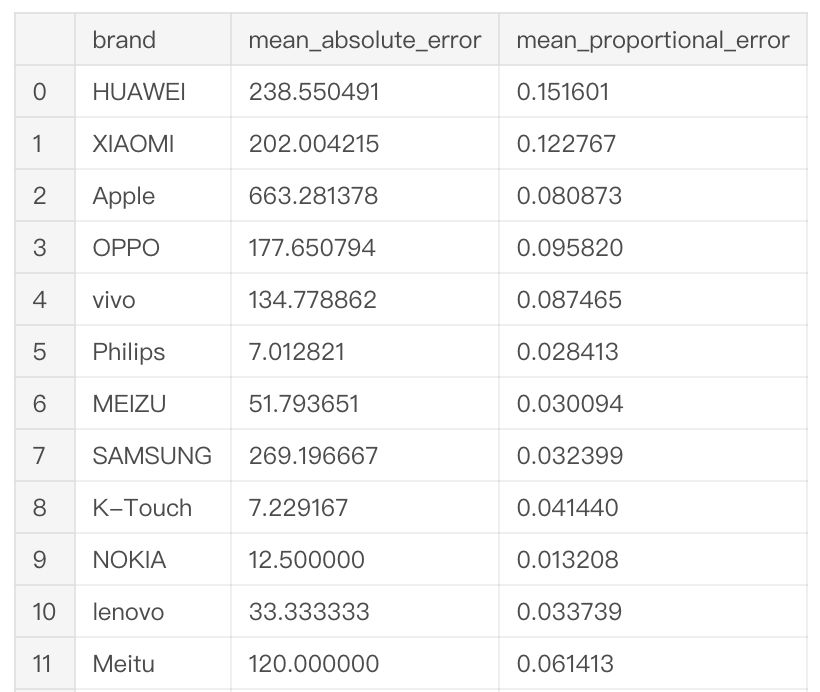 brand mean_absolute_error mean_proportional_error
0 HUAWEI 238.550491 0.151601
1 XIAOMI 202.004215 0.122767
2 Apple 663.281378 0.080873
3 OPPO 177.650794 0.095820
4 vivo 134.778862 0.087465
5 Philips 7.012821 0.028413
6 MEIZU 51.793651 0.030094
7 SAMSUNG 269.196667 0.032399
8 K-Touch 7.229167 0.041440
9 NOKIA 12.500000 0.013208
10 lenovo 33.333333 0.033739
11 Meitu 120.000000 0.061413